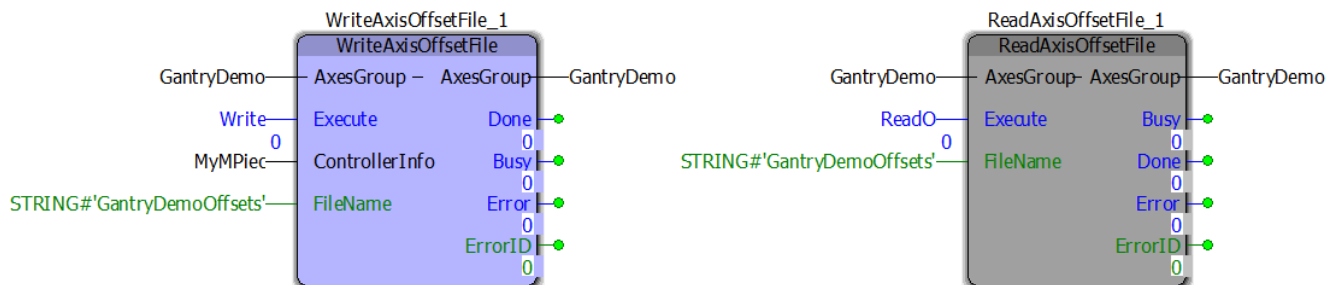 WriteAxisOffsetFile_1
WriteAxisOffsetFile
GantryDemo AxesGroup AxesGroup GantryDemo
Write Execute Done
0 0
MyMPiec ControllerInfo Busy
0
STRING#'GantryDemoOffsets' FileName Error
0
ErrorID
0
ReadAxisOffsetFile_1
ReadAxisOffsetFile
GantryDemo AxesGroup AxesGroup GantryDemo
ReadO Execute Busy
0 0
STRING#'GantryDemoOffsets' FileName Done
0
Error
0
ErrorID
0